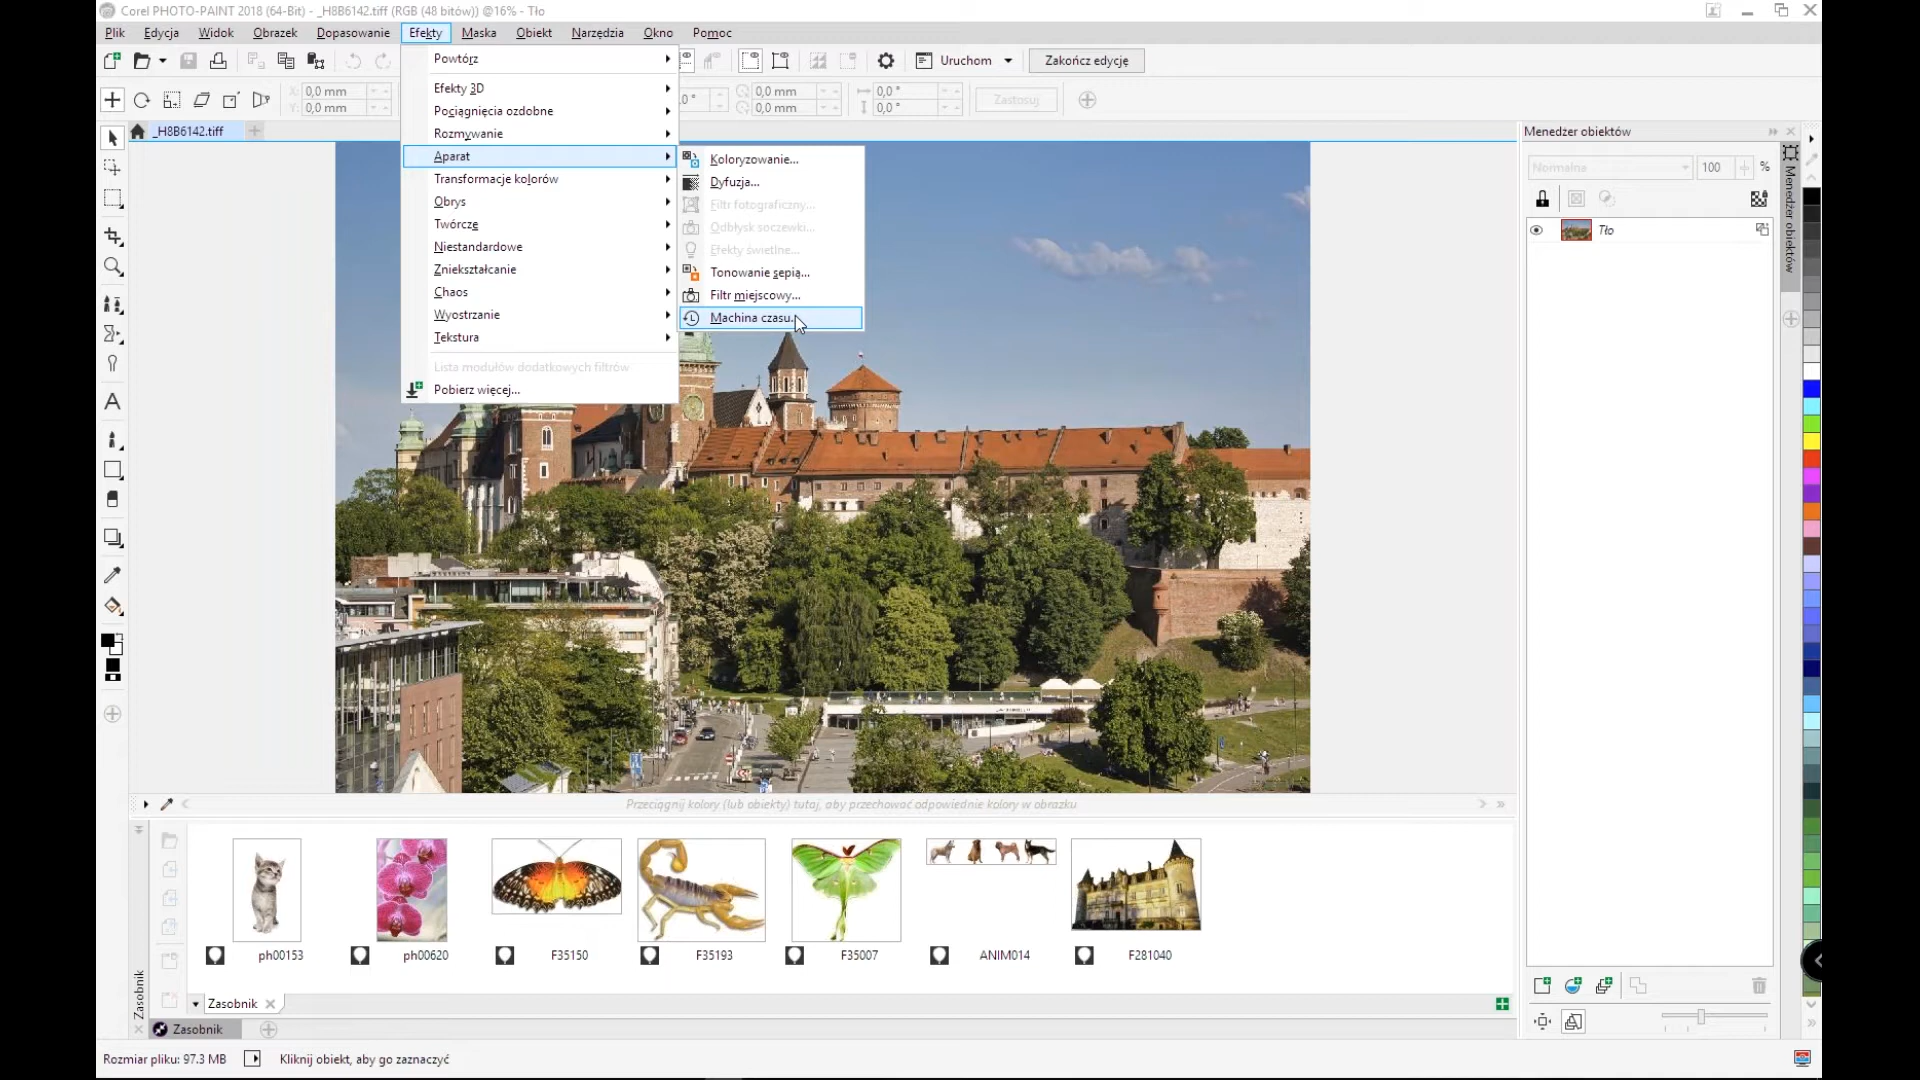 Corel PHOTO-PAINT 2018 (64-Bit) - _H8B6142.tiff (RGB (48 bitów)) @16% - Tło
Plik Edycja Widok Obrazek Dopasowanie Efekty Maska Obiekt Narzędzia Okno Pomoc
Uruchom Zakończ edycję
X: 0,0 mm
Y: 0,0 mm
0 °
0,0 mm
0,0 mm
0,0 °
0,0 °
Zastosuj
_H8B6142.tiff
Powtórz
Efekty 3D
Pociągnięcia ozdobne
Rozmywanie
Aparat
Transformacje kolorów
Obrys
Twórcze
Niestandardowe
Zniekształcanie
Chaos
Wyostrzanie
Tekstura
Lista modułów dodatkowych filtrów
Pobierz więcej...
Koloryzowanie...
Dyfuzja...
Filtr fotograficzny...
Odbłysk soczewki...
Efekty świetlne...
Tonowanie sepią...
Filtr miejscowy...
Machina czasu...
Menedżer obiektów
Normalna 100 %
Tło
Menedżer obiektów
Przeciągnij kolory (lub obiekty) tutaj, aby przechować odpowiednie kolory w obrazku
ph00153 ph00620 F35150 F35193 F35007 ANIM014 F281040
Zasobnik
Zasobnik
Zasobnik
Rozmiar pliku: 97.3 MB Kliknij obiekt, aby go zaznaczyć